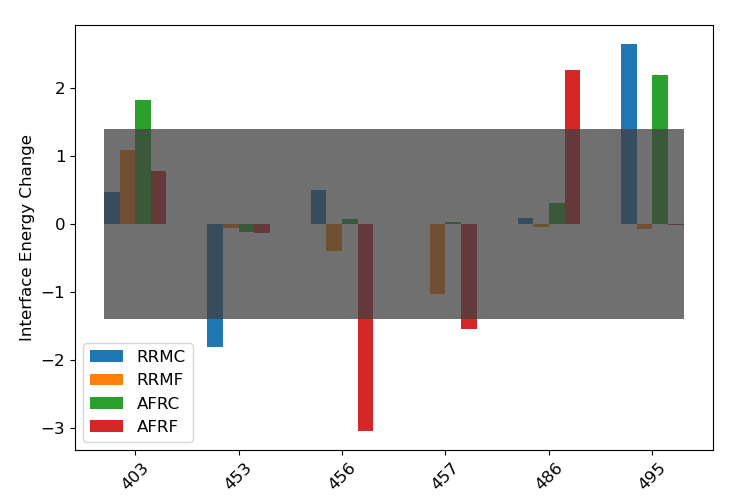 Interface Energy Change
2
1
0
−1
−2
−3
RRMC
RRMF
AFRC
AFRF
403
453
456
457
486
495